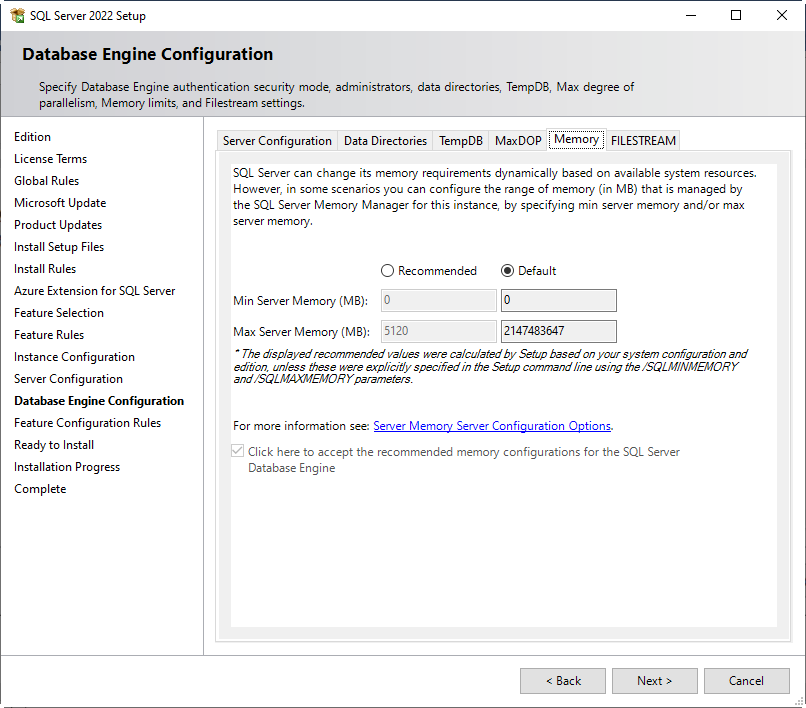 SQL Server 2022 Setup
Database Engine Configuration
Specify Database Engine authentication security mode, administrators, data directories, TempDB, Max degree of
parallelism, Memory limits, and Filestream settings.
Edition
License Terms
Global Rules
Microsoft Update
Product Updates
Install Setup Files
Install Rules
Azure Extension for SQL Server
Feature Selection
Feature Rules
Instance Configuration
Server Configuration
Database Engine Configuration
Feature Configuration Rules
Ready to Install
Installation Progress
Complete
Server Configuration Data Directories TempDB MaxDOP Memory FILESTREAM
SQL Server can change its memory requirements dynamically based on available system resources.
However, in some scenarios you can configure the range of memory (in MB) that is managed by
the SQL Server Memory Manager for this instance, by specifying min server memory and/or max
server memory.
Recommended Default
Min Server Memory (MB): 0 0
Max Server Memory (MB): 5120 2147483647
* The displayed recommended values were calculated by Setup based on your system configuration and
edition, unless these were explicitly specified in the Setup command line using the /SQLMINMEMORY
and /SQLMAXMEMORY parameters.
For more information see: Server Memory Server Configuration Options.
Click here to accept the recommended memory configurations for the SQL Server
Database Engine
< Back Next > Cancel